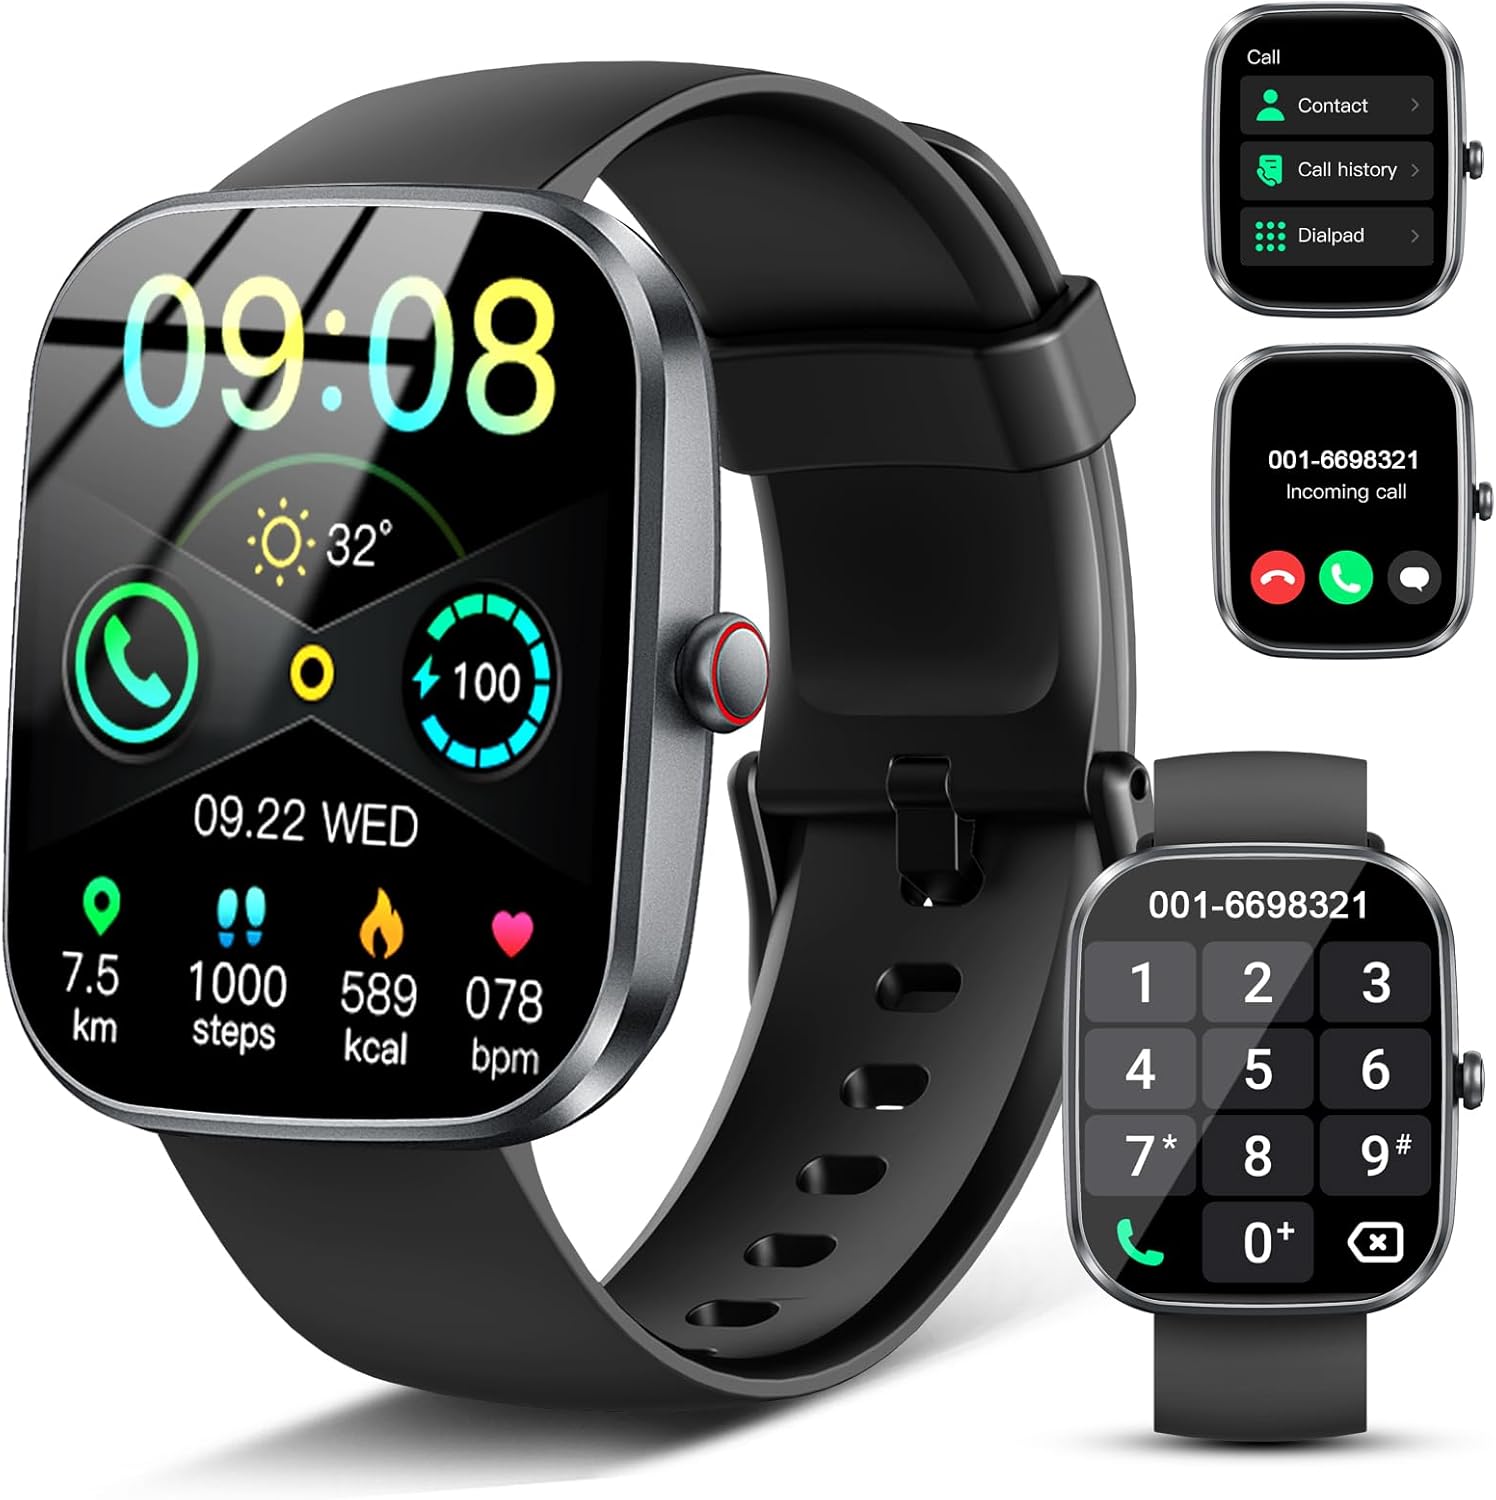 09:08
32°
100
09.22 WED
7.5
km
1000
steps
589
kcal
078
bpm
Call
Contact
Call history
Dialpad
001-6698321
Incoming call
001-6698321
1 2 3
4 5 6
7* 8 9#
0+